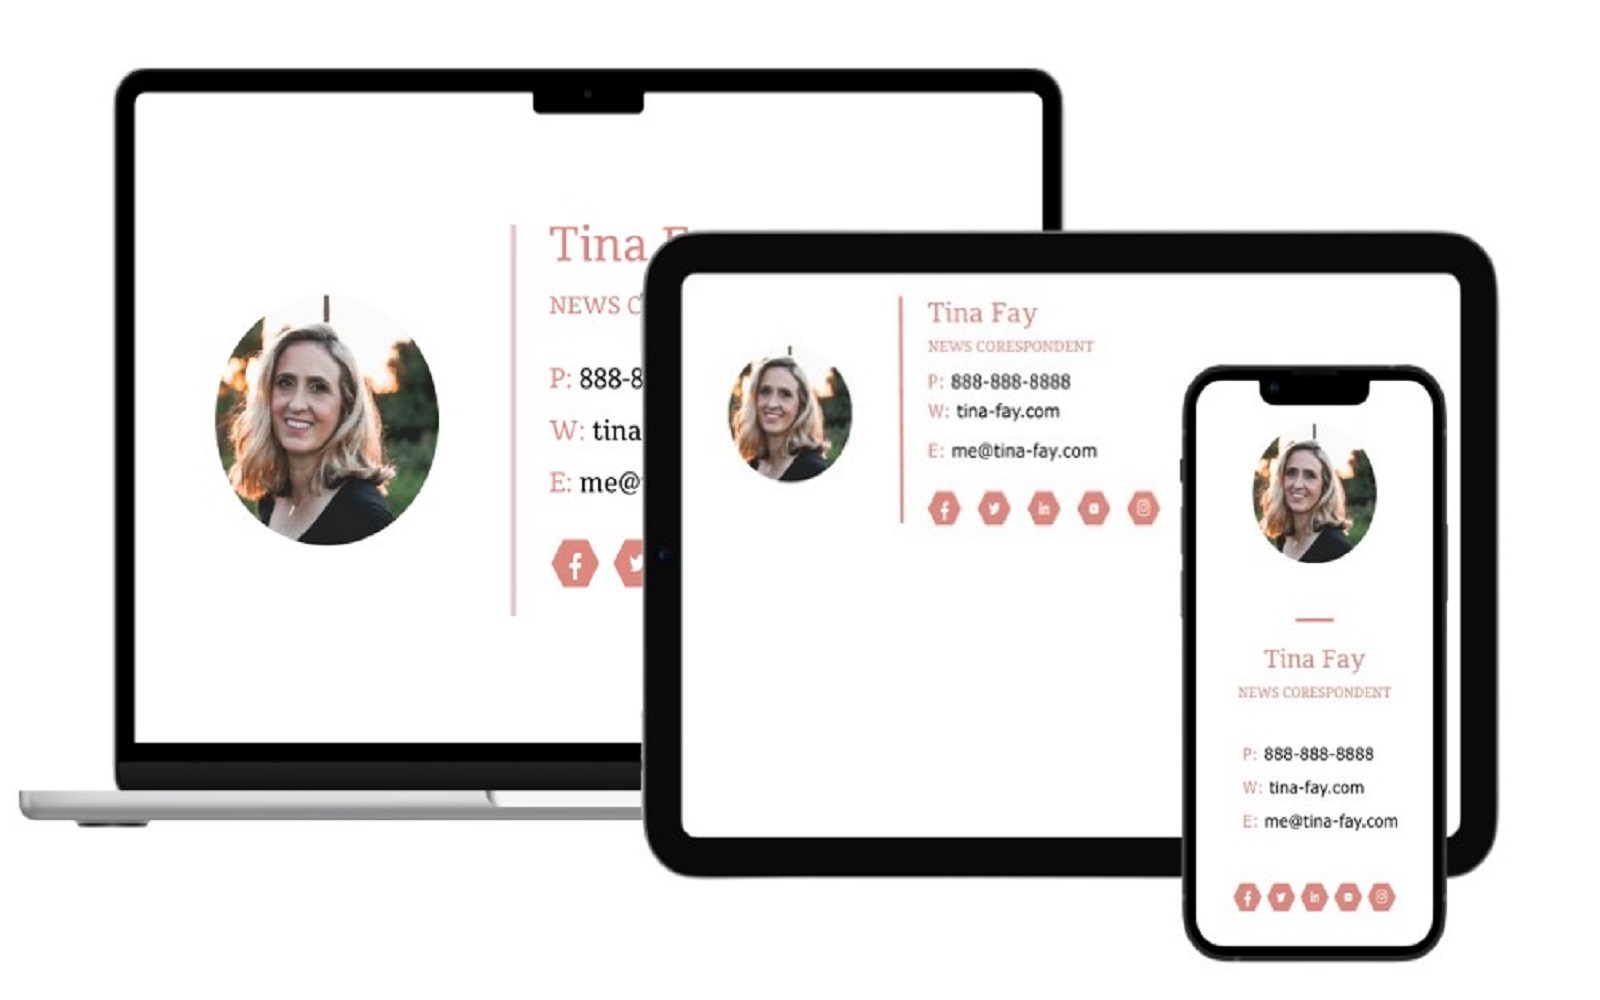 Tina F
NEWS C
P: 888-8
W: tina
E: me@
Tina Fay
NEWS CORESPONDENT
P: 888-888-8888
W: tina-fay.com
E: me@tina-fay.com
Tina Fay
NEWS CORESPONDENT
P: 888-888-8888
W: tina-fay.com
E: me@tina-fay.com